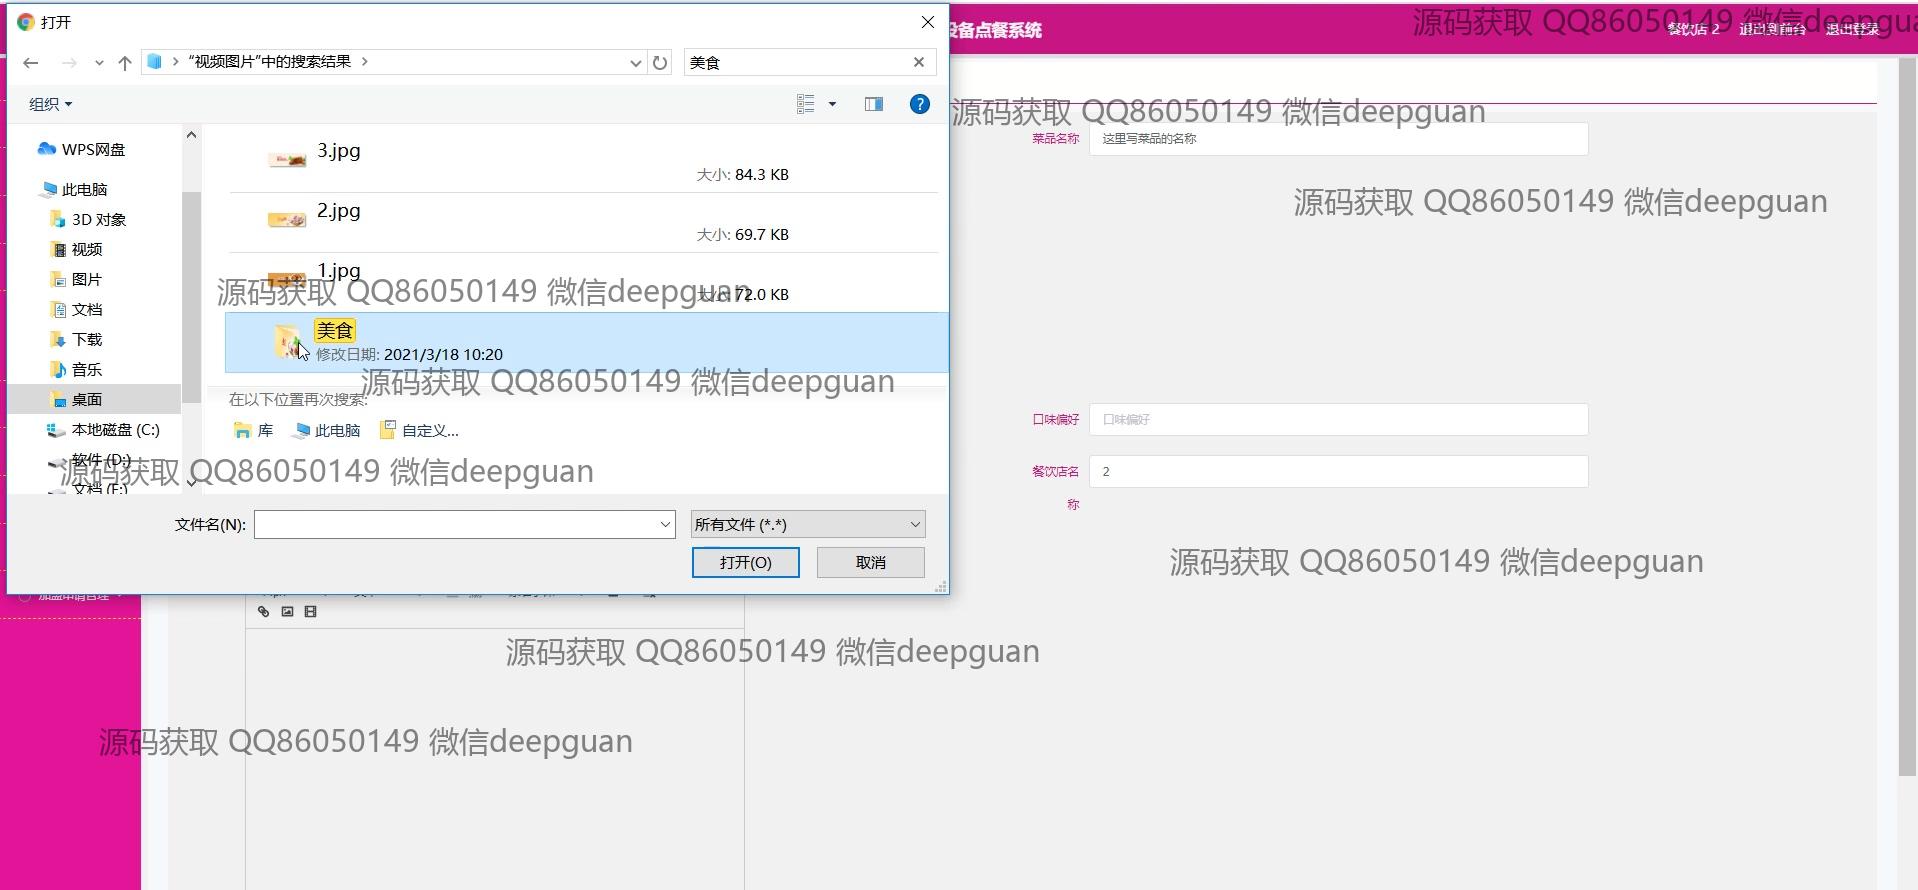 打开
设备点餐系统
餐饮店 2 退出到前台 退出登录
源码获取 QQ86050149 微信deepgua
“视频图片”中的搜索结果
美食
组织
源码获取 QQ86050149 微信deepguan
WPS网盘
此电脑
3D 对象
视频
图片
文档
下载
音乐
桌面
本地磁盘 (C:)
软件 (D:)
文档 (F:)
3.jpg
大小: 84.3 KB
2.jpg
大小: 69.7 KB
1.jpg
大小: 72.0 KB
源码获取 QQ86050149 微信deepguan
美食
修改日期: 2021/3/18 10:20
源码获取 QQ86050149 微信deepguan
在以下位置再次搜索:
库 此电脑 自定义...
源码获取 QQ86050149 微信deepguan
文件名(N):
所有文件 (*.*)
打开(O) 取消
菜品名称 这里写菜品的名称
源码获取 QQ86050149 微信deepguan
口味偏好 口味偏好
餐饮店名称 2
源码获取 QQ86050149 微信deepguan
加盟申请管理
源码获取 QQ86050149 微信deepguan
源码获取 QQ86050149 微信deepguan